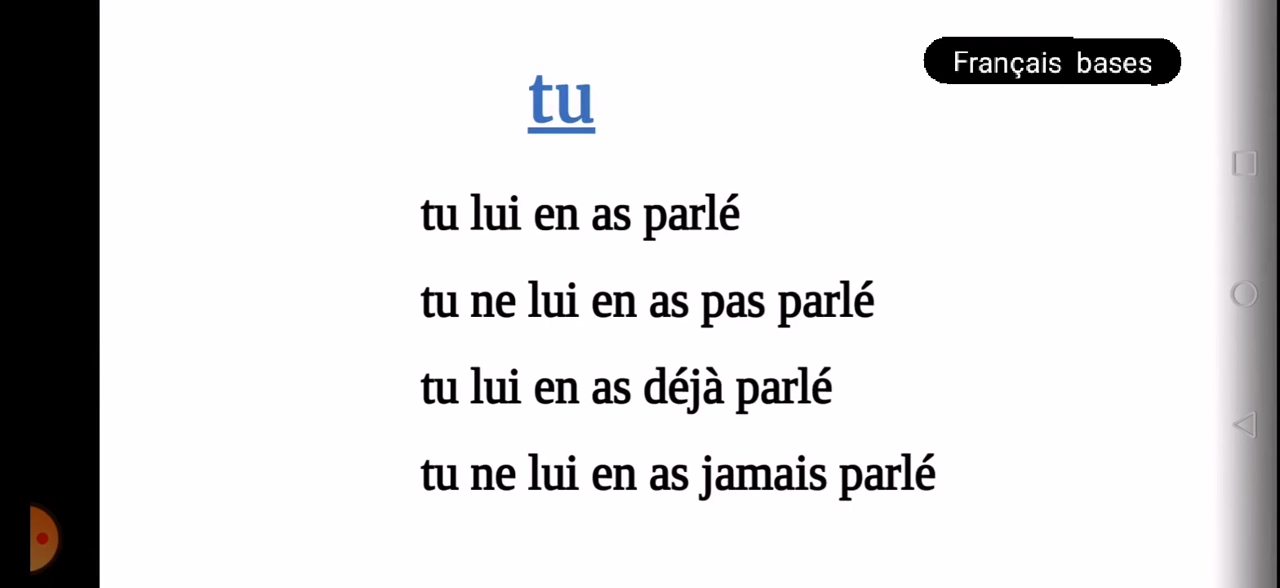 Français bases
tu
tu lui en as parlé
tu ne lui en as pas parlé
tu lui en as déjà parlé
tu ne lui en as jamais parlé